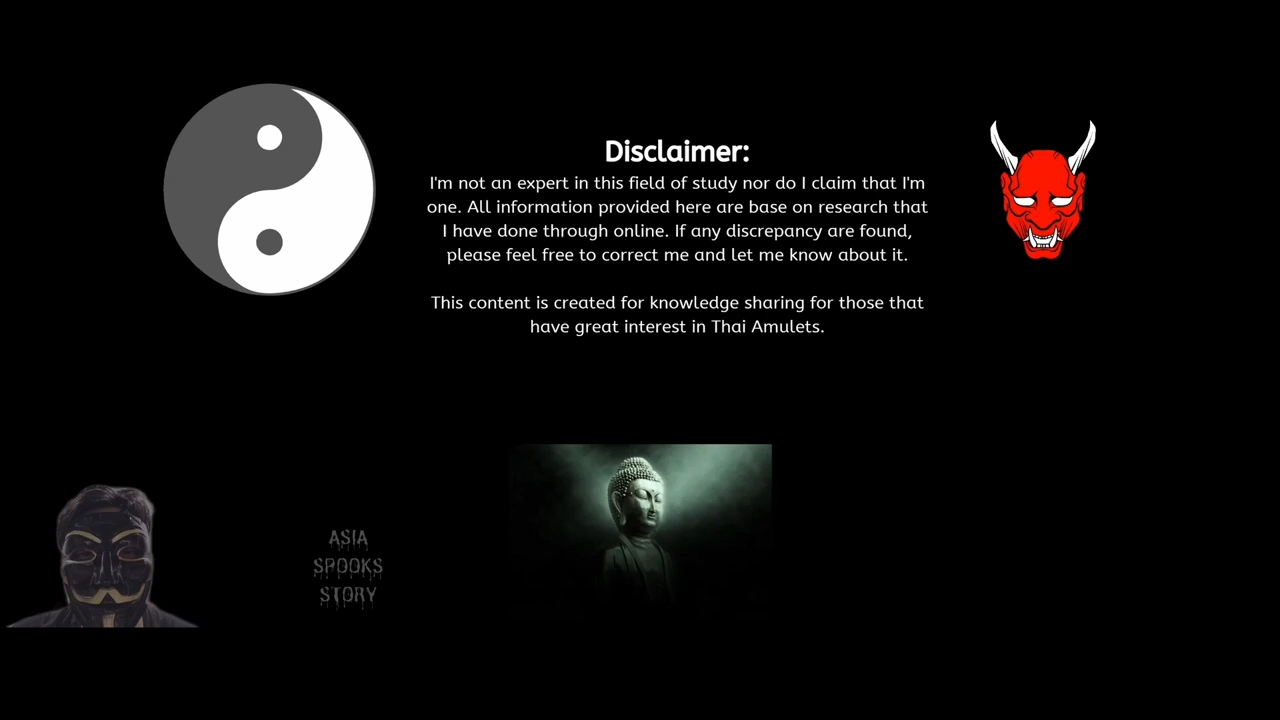 Disclaimer:
I'm not an expert in this field of study nor do I claim that I'm
one. All information provided here are base on research that
I have done through online. If any discrepancy are found,
please feel free to correct me and let me know about it.
This content is created for knowledge sharing for those that
have great interest in Thai Amulets.
ASIA
SPOOKS
STORY